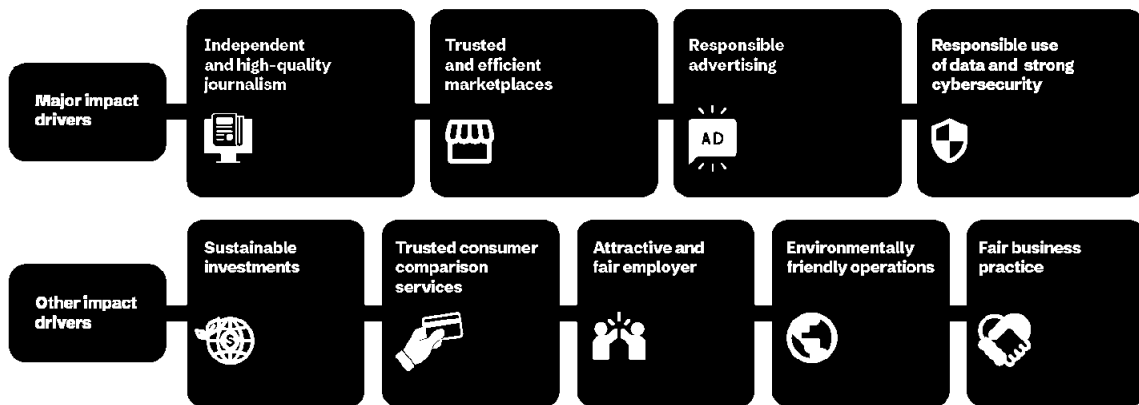 Major impact
drivers
Independent
and high-quality
journalism
Trusted
and efficient
marketplaces
Responsible
advertising
AD
Responsible use
of data and strong
cybersecurity
Other impact
drivers
Sustainable
investments
$
Trusted consumer
comparison
services
Attractive and
fair employer
Environmentally
friendly operations
Fair business
practice